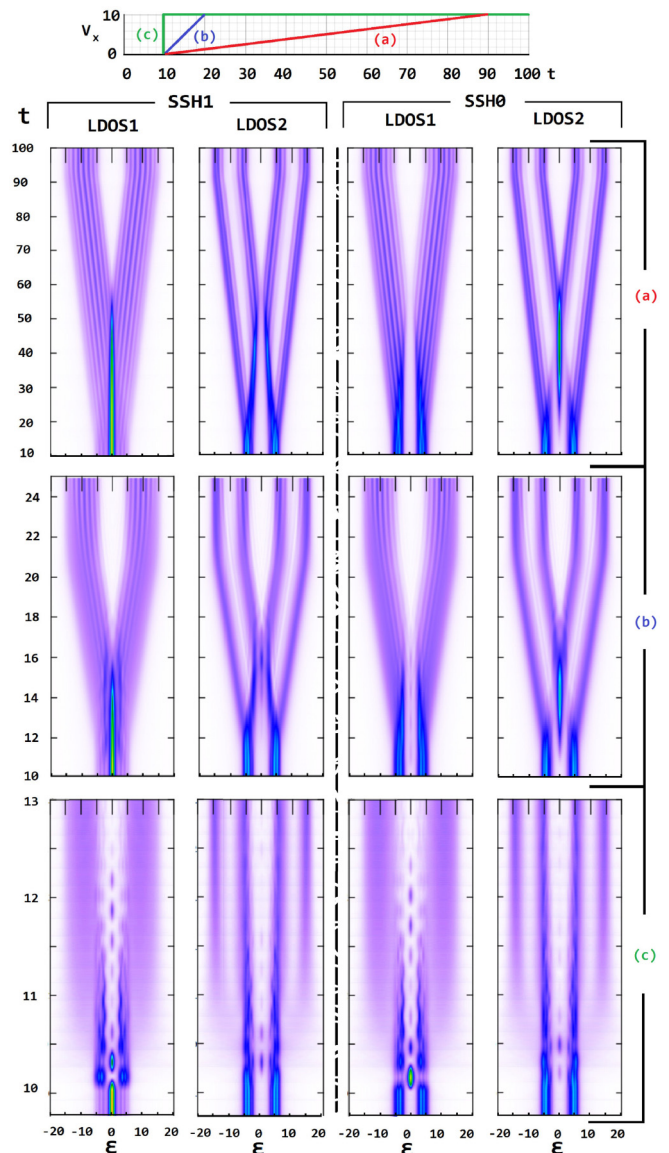 10
V_x
(c)
(b)
(a)
0
0 10 20 30 40 50 60 70 80 90 100 t
SSH1 SSH0
t LDOS1 LDOS2 LDOS1 LDOS2
100
90
80
70
60
50
40
30
20
10
(a)
24
22
20
18
16
14
12
10
(b)
13
12
11
10
(c)
-20 -10 0 10 20 -20 -10 0 10 20 -20 -10 0 10 20 -20 -10 0 10 20
ε ε ε ε